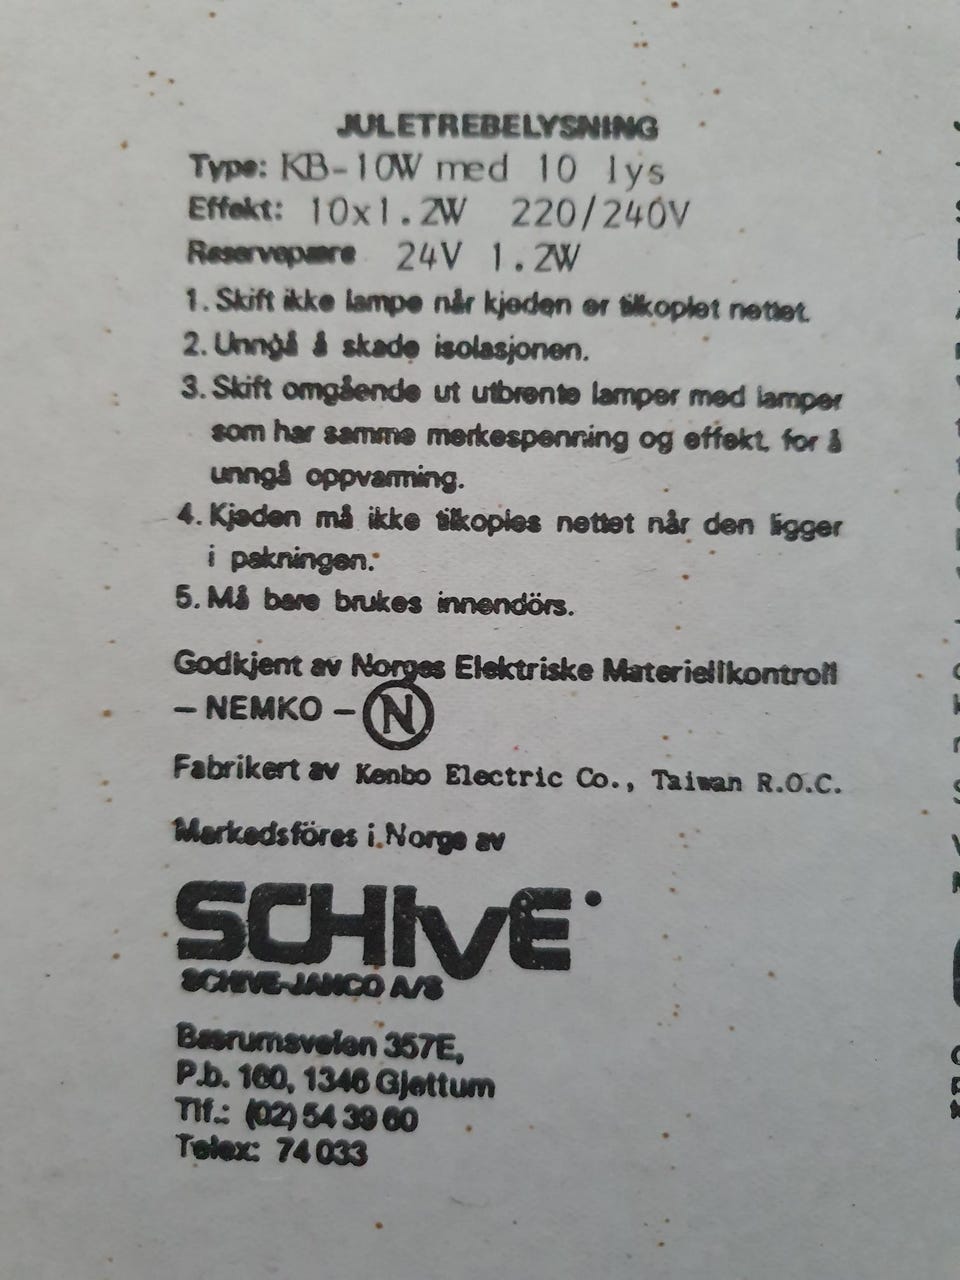 JULETREBELYSNING
Type: KB-10W med 10 lys
Effekt: 10x1.2W 220/240V
Reservepære 24V 1.2W
1. Skift ikke lampe når kjeden er tilkoplet nettet.
2. Unngå å skade isolasjonen.
3. Skift omgående ut utbrente lamper med lamper
som har samme merkespenning og effekt, for å
unngå oppvarming.
4. Kjeden må ikke tilkoples nettet når den ligger
i pakningen.
5. Må bare brukes innendörs.
Godkjent av Norges Elektriske Materiellkontroll
– NEMKO – N
Fabrikert av Kenbo Electric Co., Taiwan R.O.C.
Markedsföres i Norge av
SCHIVE
SCHIVE-JANCO A/S
Bærumsveien 357E,
P.b. 160, 1346 Gjettum
Tlf.: (02) 54 39 60
Telex: 74 033